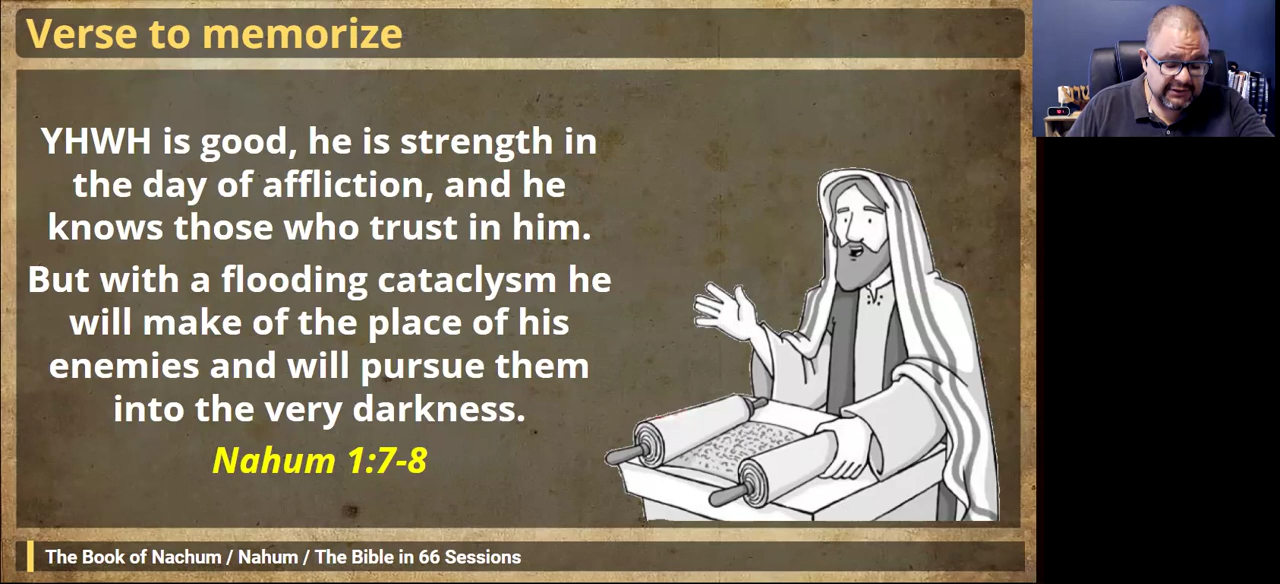 Verse to memorize
YHWH is good, he is strength in
the day of affliction, and he
knows those who trust in him.
But with a flooding cataclysm he
will make of the place of his
enemies and will pursue them
into the very darkness.
Nahum 1:7-8
The Book of Nachum / Nahum / The Bible in 66 Sessions